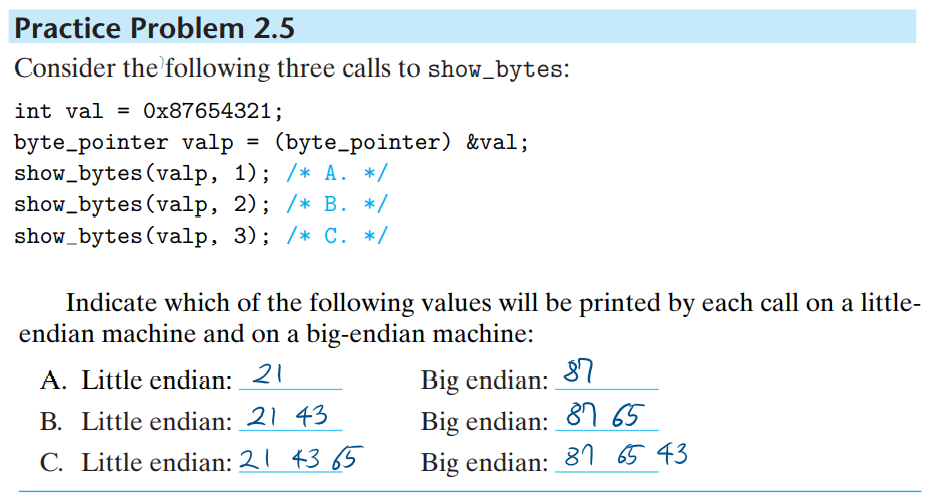 Practice Problem 2.5
Consider the following three calls to show_bytes:
int val = 0x87654321;
byte_pointer valp = (byte_pointer) &val;
show_bytes(valp, 1); /* A. */
show_bytes(valp, 2); /* B. */
show_bytes(valp, 3); /* C. */
Indicate which of the following values will be printed by each call on a little-
endian machine and on a big-endian machine:
A. Little endian: 21 Big endian: 87
B. Little endian: 21 43 Big endian: 87 65
C. Little endian: 21 43 65 Big endian: 87 65 43